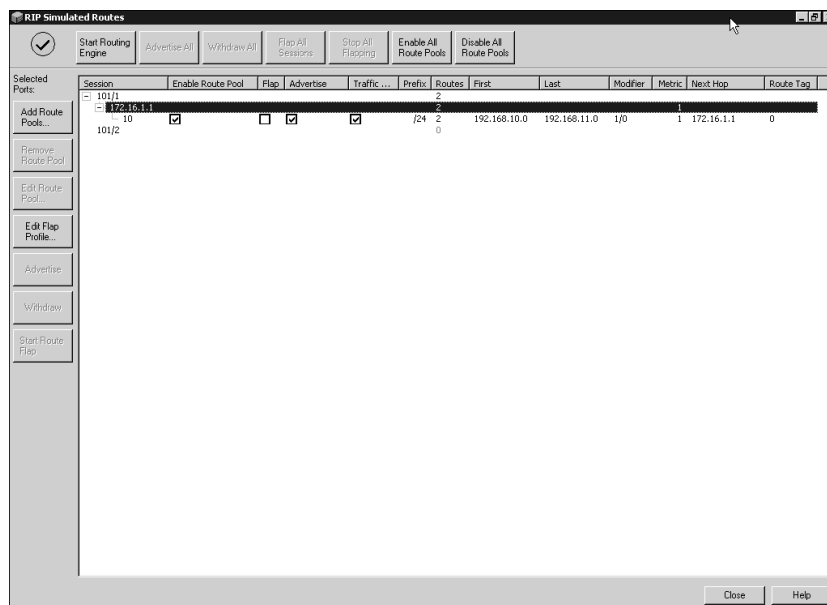 RIP Simulated Routes
Start Routing Engine
Advertise All
Withdraw All
Flap All Sessions
Stop All Flapping
Enable All Route Pools
Disable All Route Pools
Selected Ports:
Add Route Pools...
Remove Route Pool
Edit Route Pool...
Edit Flap Profile...
Advertise
Withdraw
Start Route Flap
Session Enable Route Pool Flap Advertise Traffic ... Prefix Routes First Last Modifier Metric Next Hop Route Tag
101/1 2
172.16.1.1 2 1
10 /24 2 192.168.10.0 192.168.11.0 1/0 1 172.16.1.1 0
101/2 0
Close Help